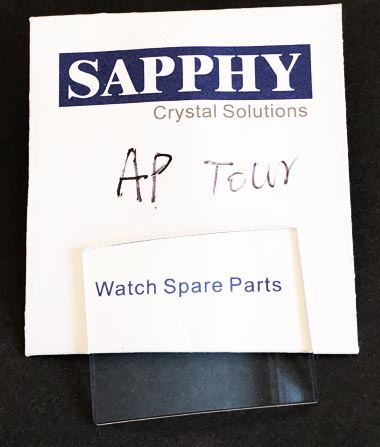 SAPPHY
Crystal Solutions
AP Tour
Watch Spare Parts